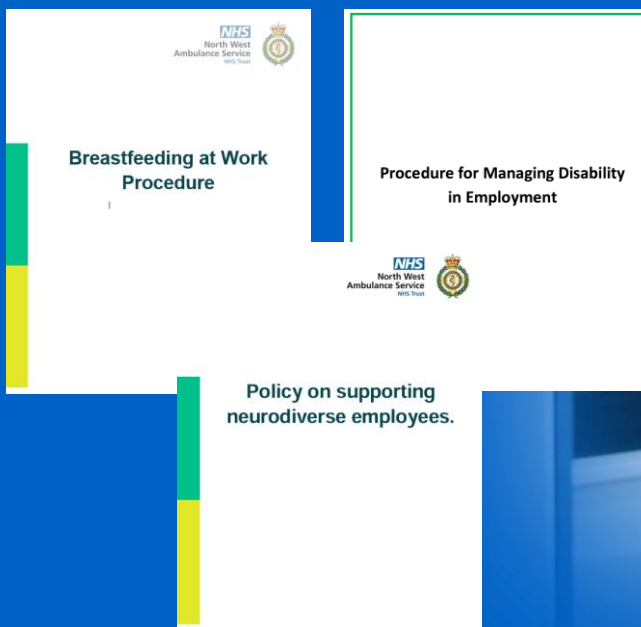 NHS
North West
Ambulance Service
NHS Trust
Breastfeeding at Work
Procedure
Procedure for Managing Disability
in Employment
NHS
North West
Ambulance Service
NHS Trust
Policy on supporting
neurodiverse employees.